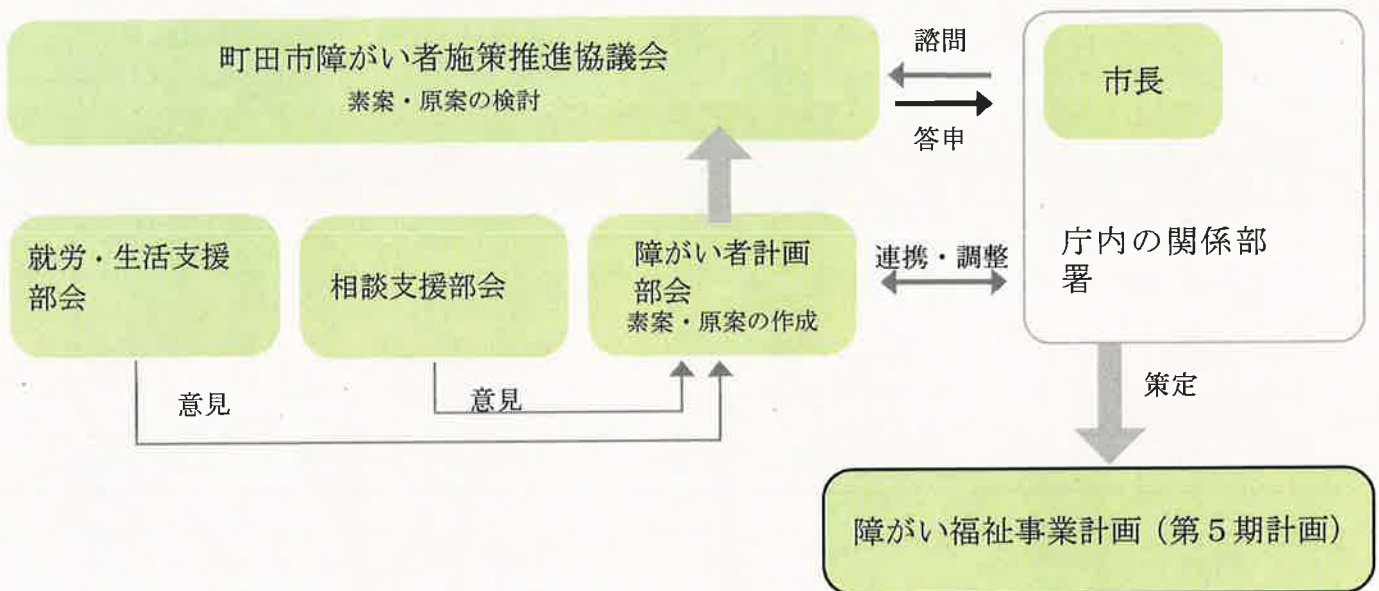 町田市障がい者施策推進協議会
素案・原案の検討
諮問
答申
市長
庁内の関係部
署
就労・生活支援
部会
相談支援部会
障がい者計画
部会
素案・原案の作成
連携・調整
意見
意見
策定
障がい福祉事業計画（第５期計画）